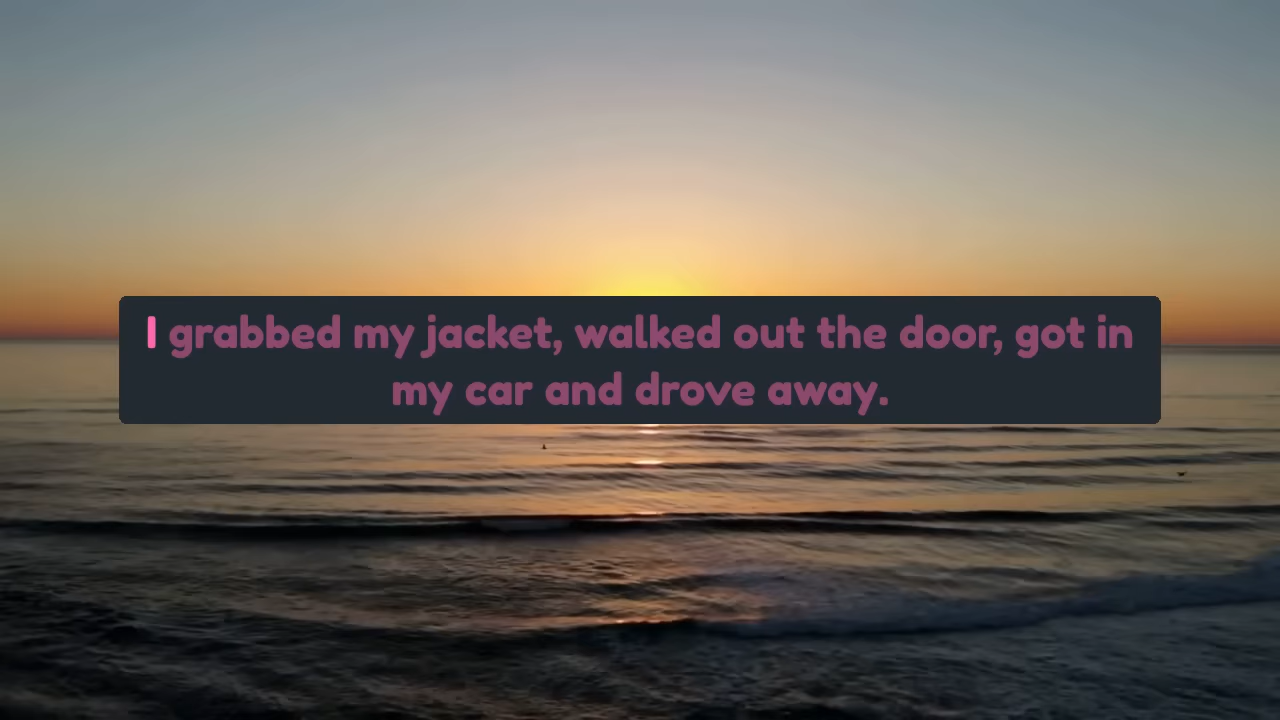 I grabbed my jacket, walked out the door, got in
my car and drove away.